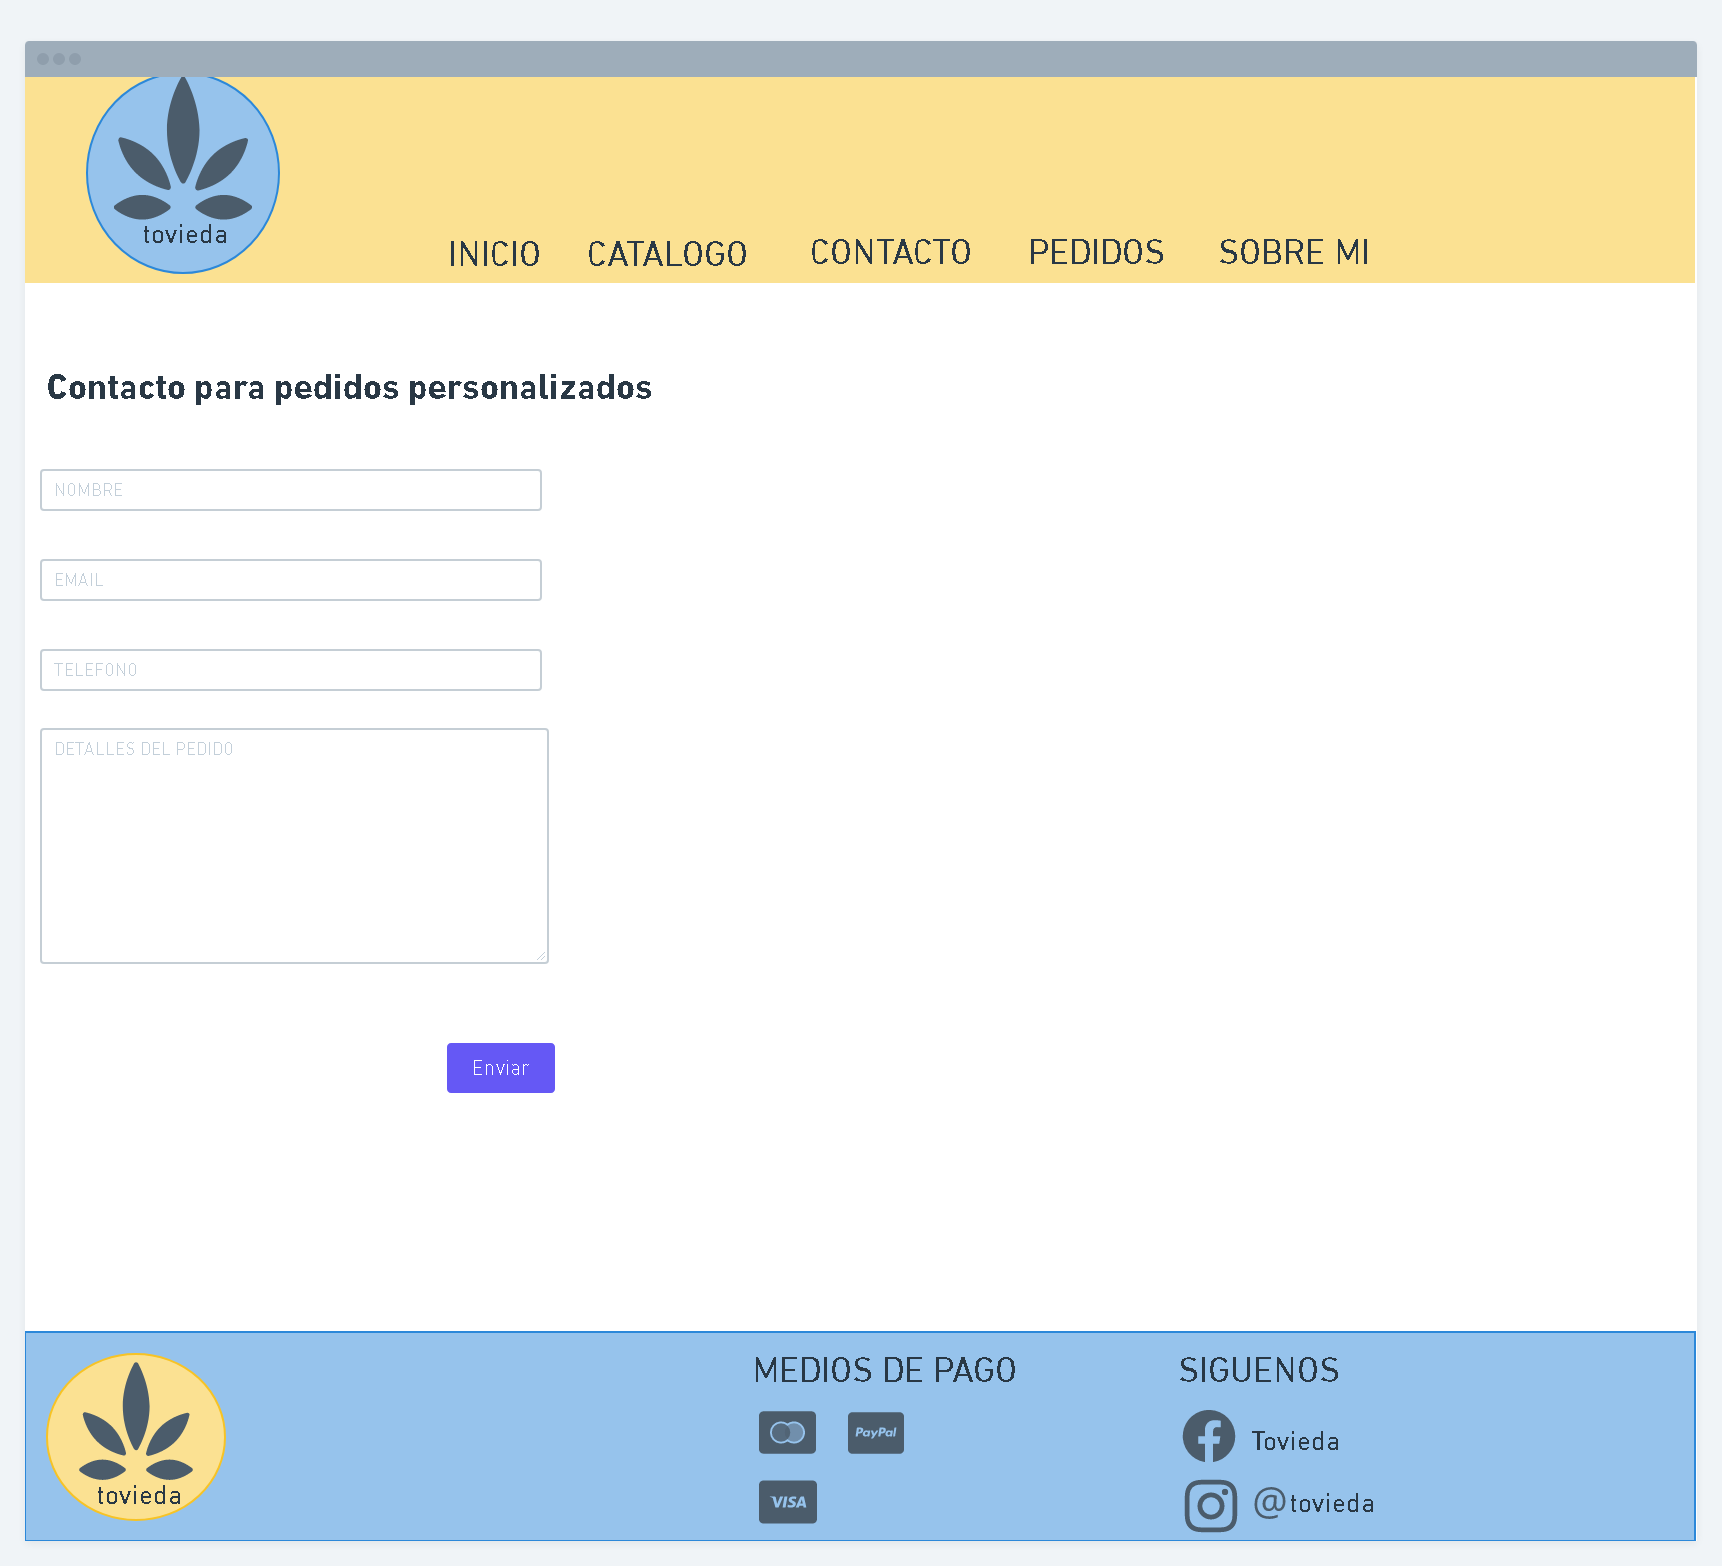 tovieda
INICIO CATALOGO CONTACTO PEDIDOS SOBRE MI
Contacto para pedidos personalizados
NOMBRE
EMAIL
TELEFONO
DETALLES DEL PEDIDO
Enviar
tovieda
MEDIOS DE PAGO
PayPal
VISA
SIGUENOS
Tovieda
@tovieda